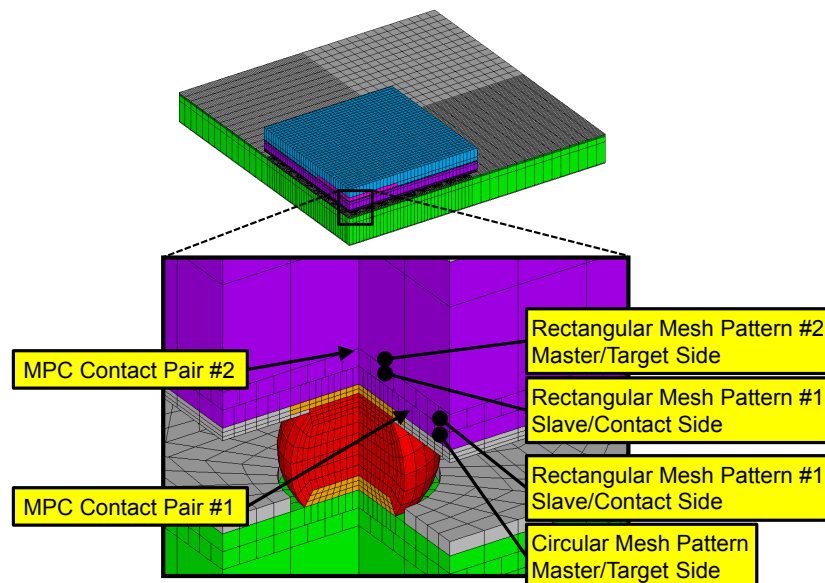 MPC Contact Pair #2
MPC Contact Pair #1
Rectangular Mesh Pattern #2
Master/Target Side
Rectangular Mesh Pattern #1
Slave/Contact Side
Rectangular Mesh Pattern #1
Slave/Contact Side
Circular Mesh Pattern
Master/Target Side